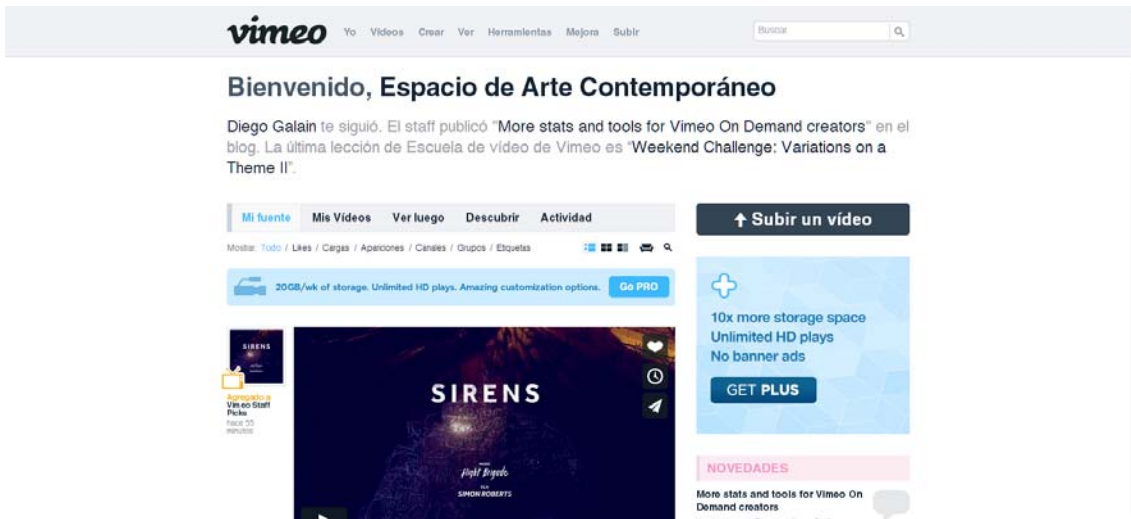 vimeo Yo Vídeos Crear Ver Herramientas Mejora Subir Buscar
Bienvenido, Espacio de Arte Contemporáneo
Diego Galain te siguió. El staff publicó "More stats and tools for Vimeo On Demand creators" en el
blog. La última lección de Escuela de vídeo de Vimeo es "Weekend Challenge: Variations on a
Theme II".
Mi fuente Mis Vídeos Ver luego Descubrir Actividad
Mostrar: Todo / Likes / Cargas / Apariciones / Canales / Grupos / Etiquetas
20GB/wk of storage. Unlimited HD plays. Amazing customization options. Go PRO
SIRENS
Agregado a
Vimeo Staff
Picks
hace 55
minutos
SIRENS
Flight Brigade
SIMON ROBERTS
Subir un vídeo
10x more storage space
Unlimited HD plays
No banner ads
GET PLUS
NOVEDADES
More stats and tools for Vimeo On
Demand creators